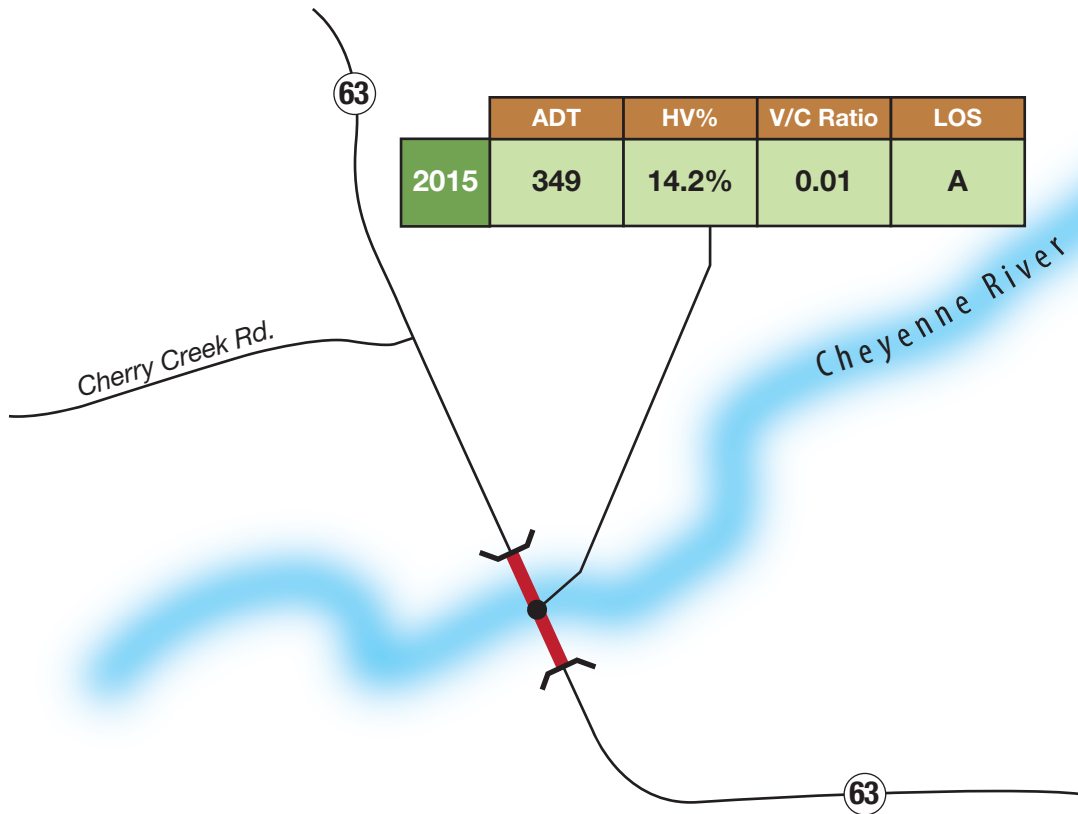 63
ADT HV% V/C Ratio LOS
2015 349 14.2% 0.01 A
Cheyenne River
Cherry Creek Rd.
63